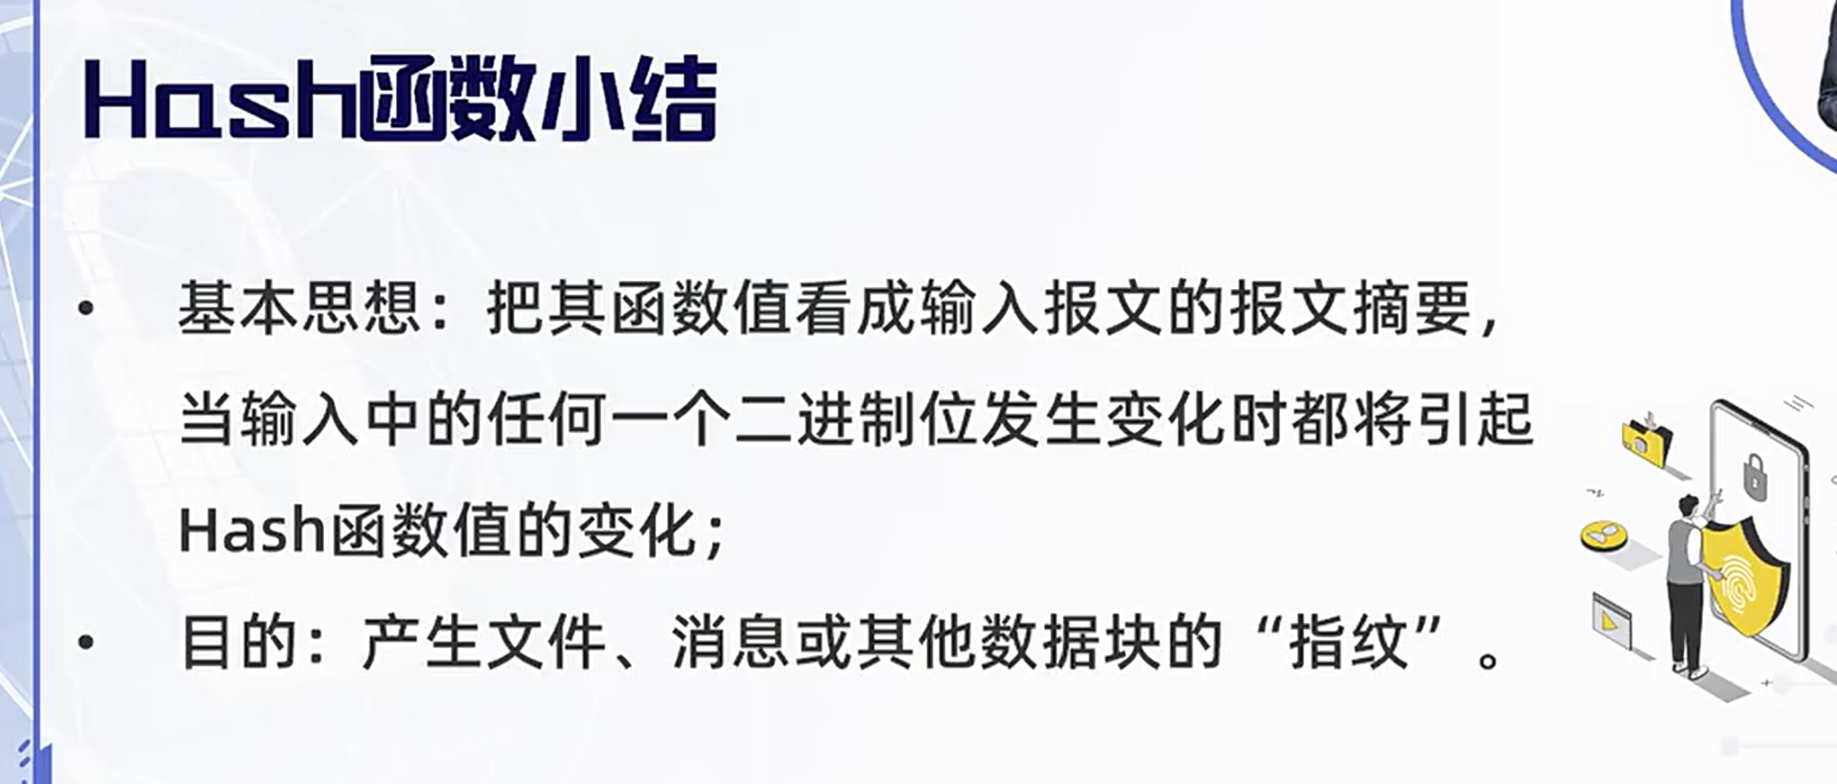 Hash函数小结
• 基本思想：把其函数值看成输入报文的报文摘要，
当输入中的任何一个二进制位发生变化时都将引起
Hash函数值的变化；
• 目的：产生文件、消息或其他数据块的“指纹”。